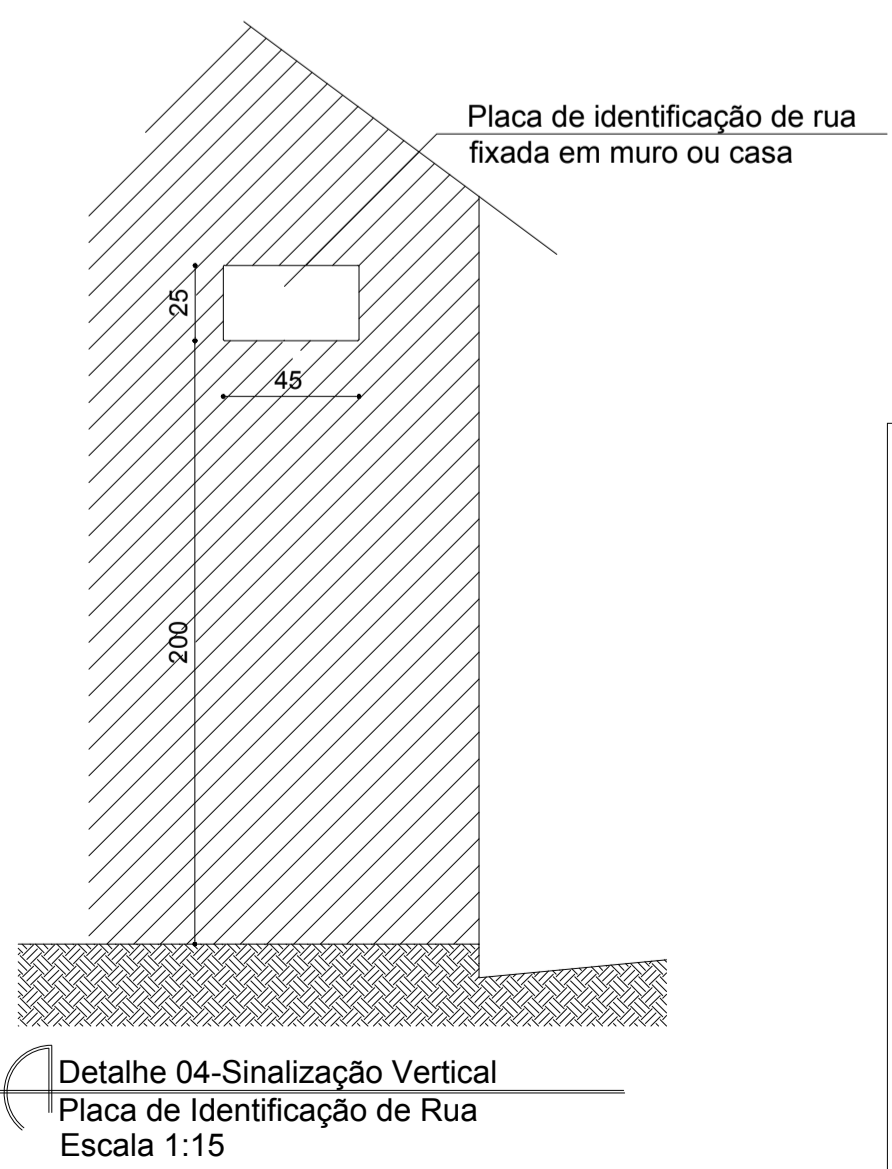 Placa de identificação de rua
fixada em muro ou casa
25
45
200
Detalhe 04-Sinalização Vertical
Placa de Identificação de Rua
Escala 1:15